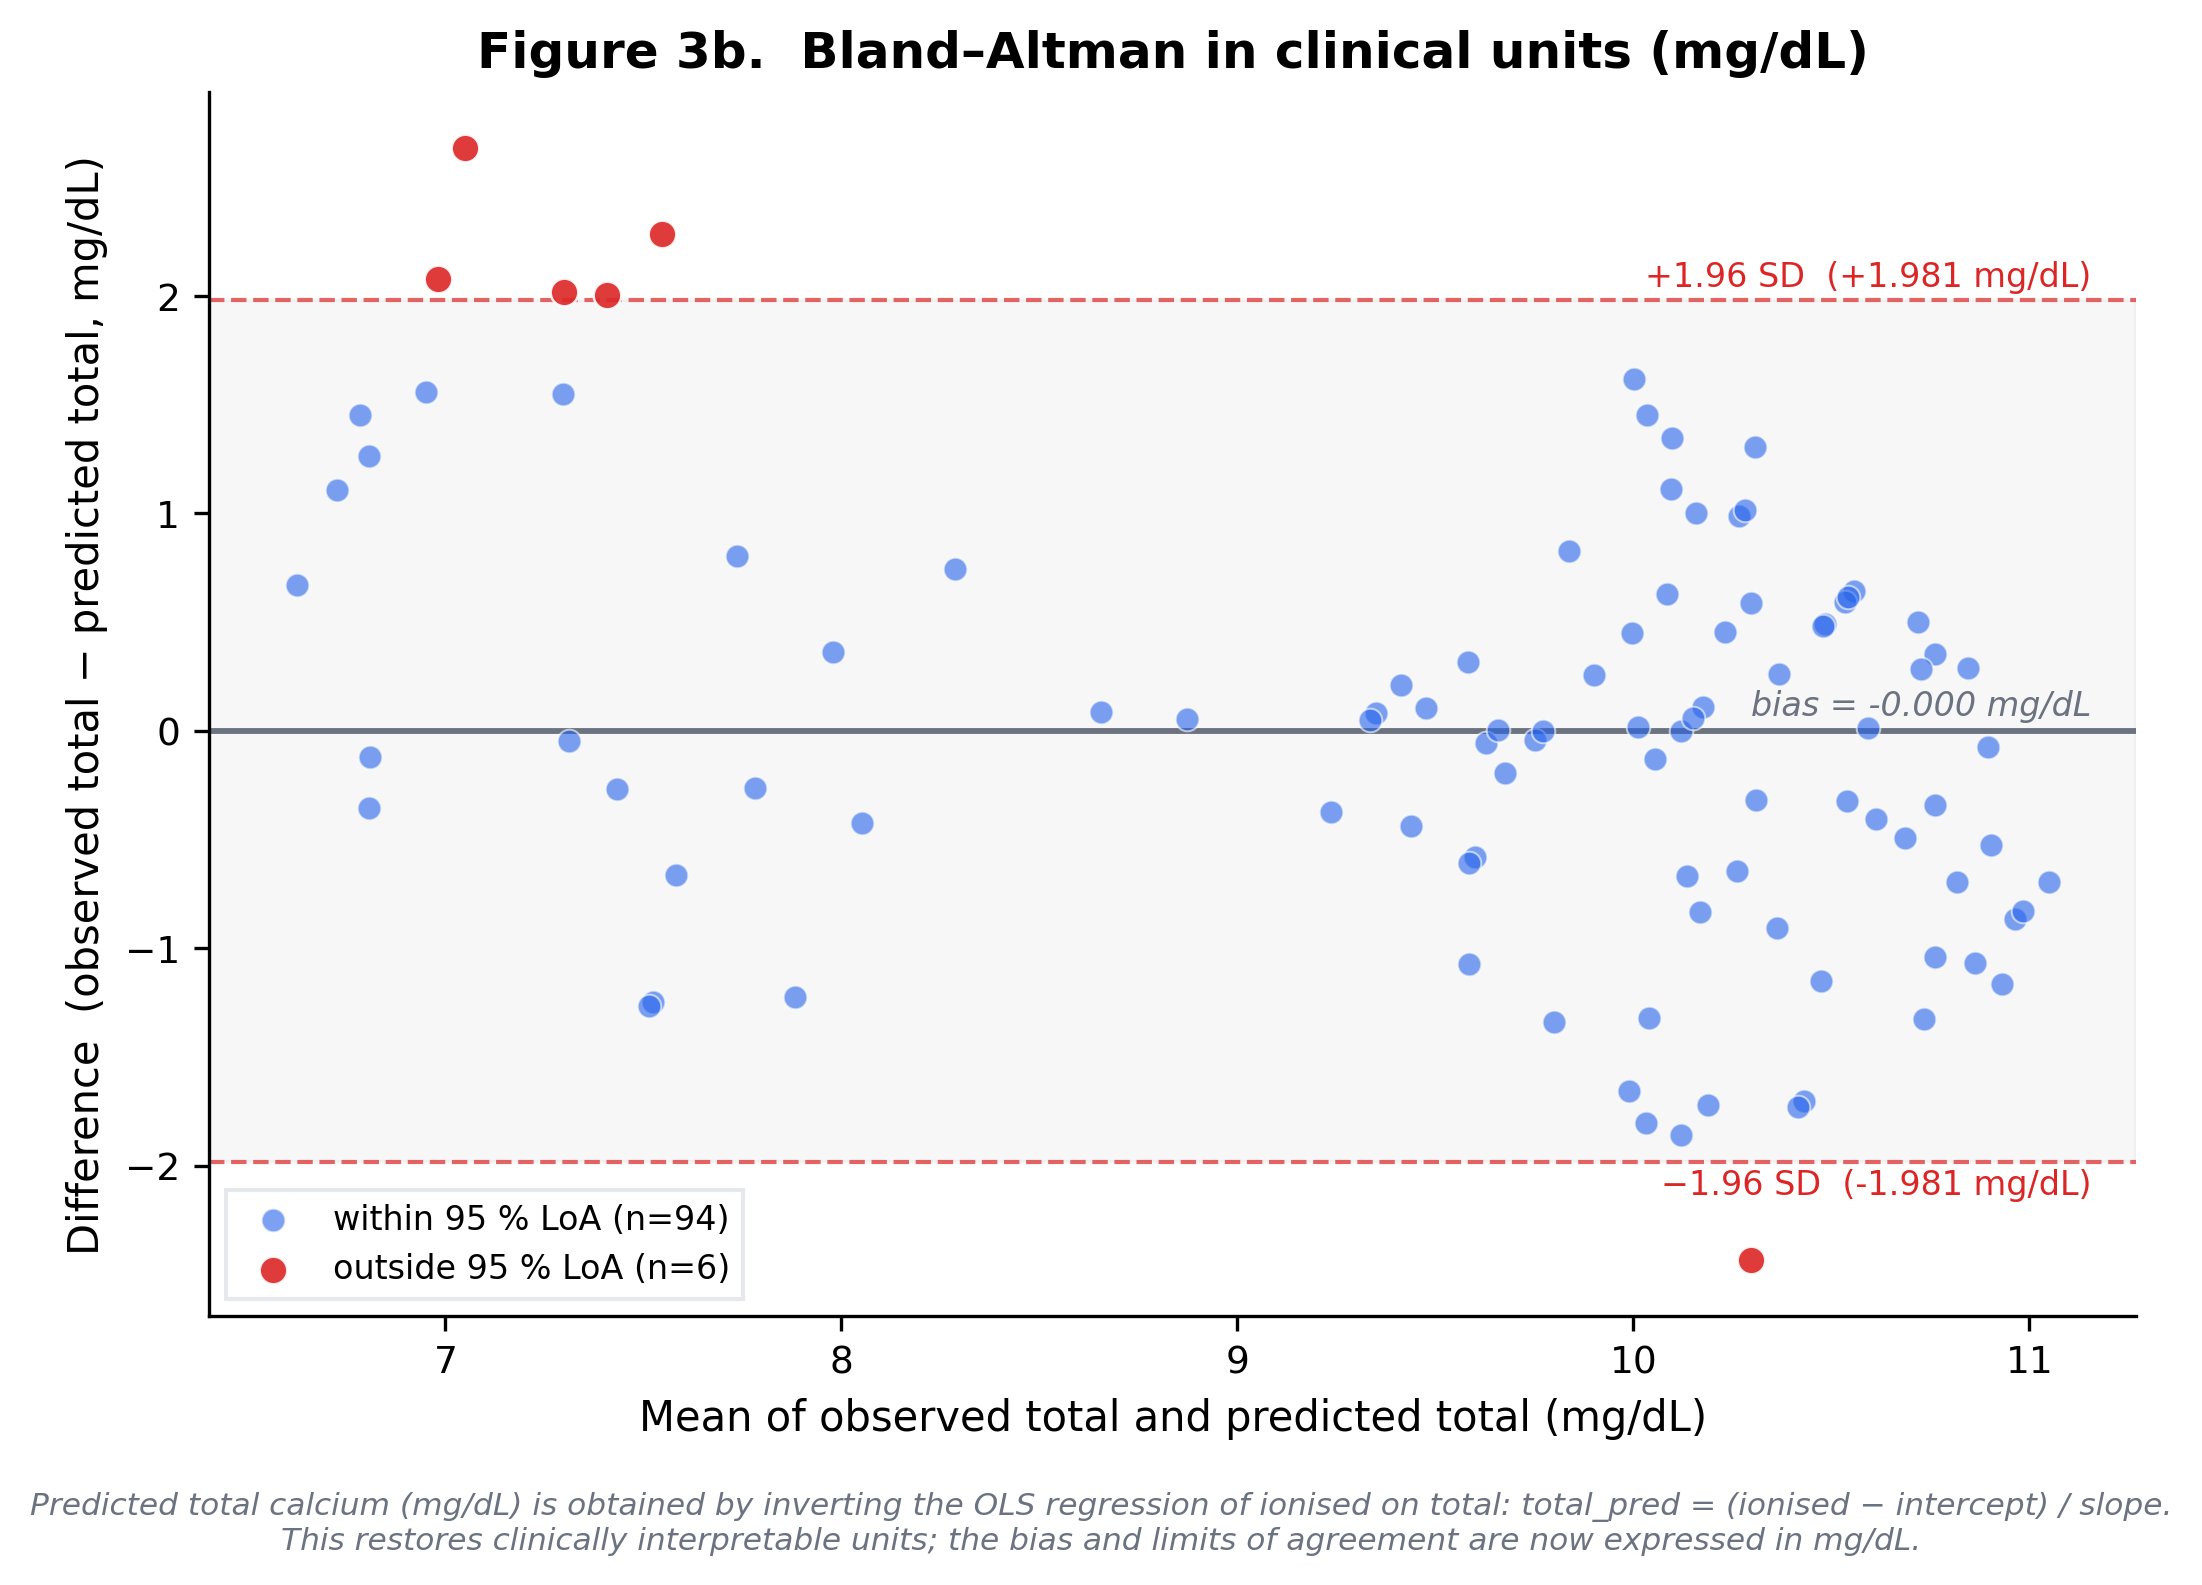 Figure 3b.  Bland–Altman in clinical units (mg/dL)
Difference  (observed total − predicted total, mg/dL)
2
1
0
−1
−2
+1.96 SD  (+1.981 mg/dL)
bias = -0.000 mg/dL
−1.96 SD  (-1.981 mg/dL)
within 95 % LoA (n=94)
outside 95 % LoA (n=6)
7
8
9
10
11
Mean of observed total and predicted total (mg/dL)
Predicted total calcium (mg/dL) is obtained by inverting the OLS regression of ionised on total: total_pred = (ionised − intercept) / slope.
This restores clinically interpretable units; the bias and limits of agreement are now expressed in mg/dL.